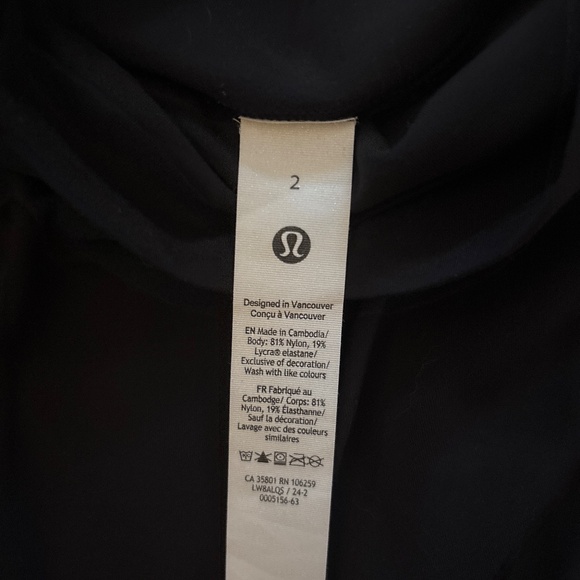 2
Designed in Vancouver
Conçu à Vancouver
EN Made in Cambodia/
Body: 81% Nylon, 19%
Lycra® elastane/
Exclusive of decoration/
Wash with like colours
FR Fabriqué au
Cambodge/ Corps: 81%
Nylon, 19% Élasthanne/
Sauf la décoration/
Lavage avec des couleurs
similaires
CA 35801 RN 106259
LW8ALQS / 24-2
0005156-63